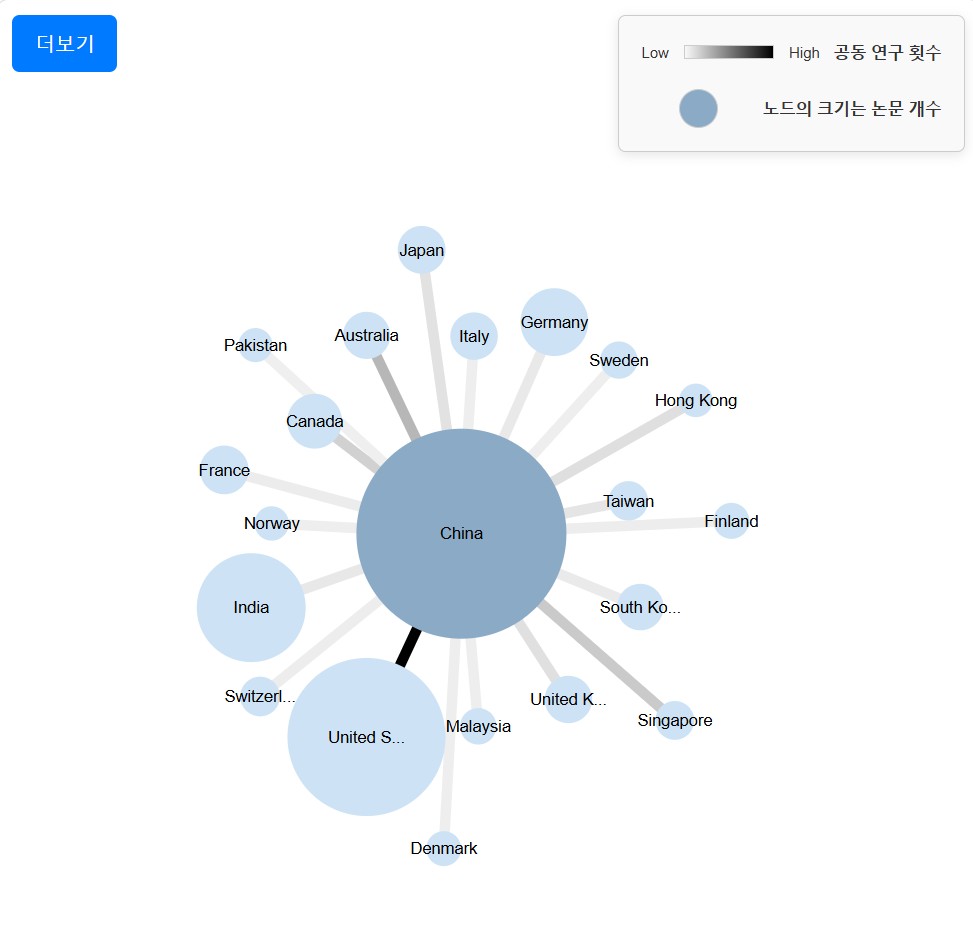 더보기
Low High 공동 연구 횟수
노드의 크기는 논문 개수
Japan
Germany
Australia
Italy
Pakistan
Sweden
Hong Kong
Canada
France
Taiwan
Norway
Finland
China
India
South Ko...
Switzerl...
United K...
Singapore
Malaysia
United S...
Denmark